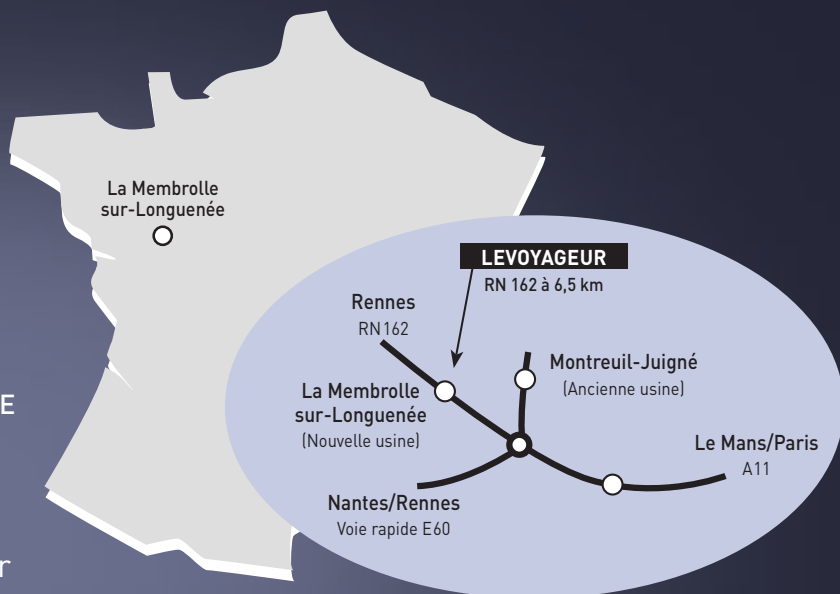 La Membrolle
sur-Longuenée
LEVOYAGEUR
RN 162 à 6,5 km
Rennes
RN162
Montreuil-Juigné
(Ancienne usine)
La Membrolle
sur-Longuenée
(Nouvelle usine)
Le Mans/Paris
A11
Nantes/Rennes
Voie rapide E60
E
r